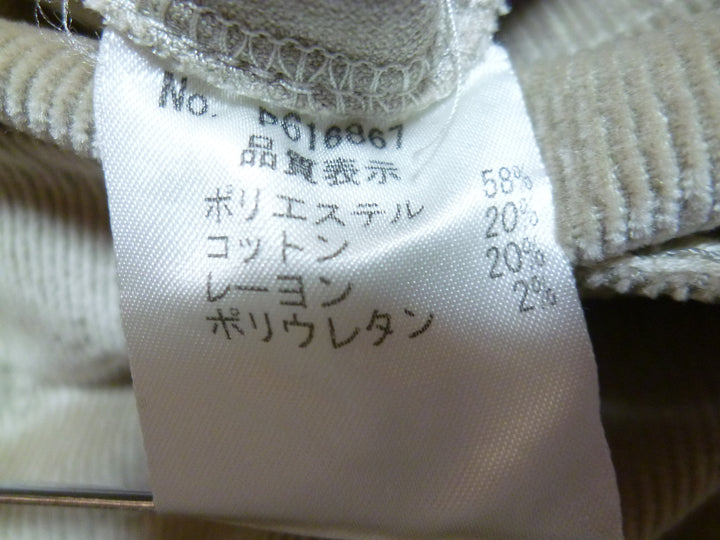 No. B616867
品質表示
ポリエステル 58%
コットン 20%
レーヨン 20%
ポリウレタン 2%